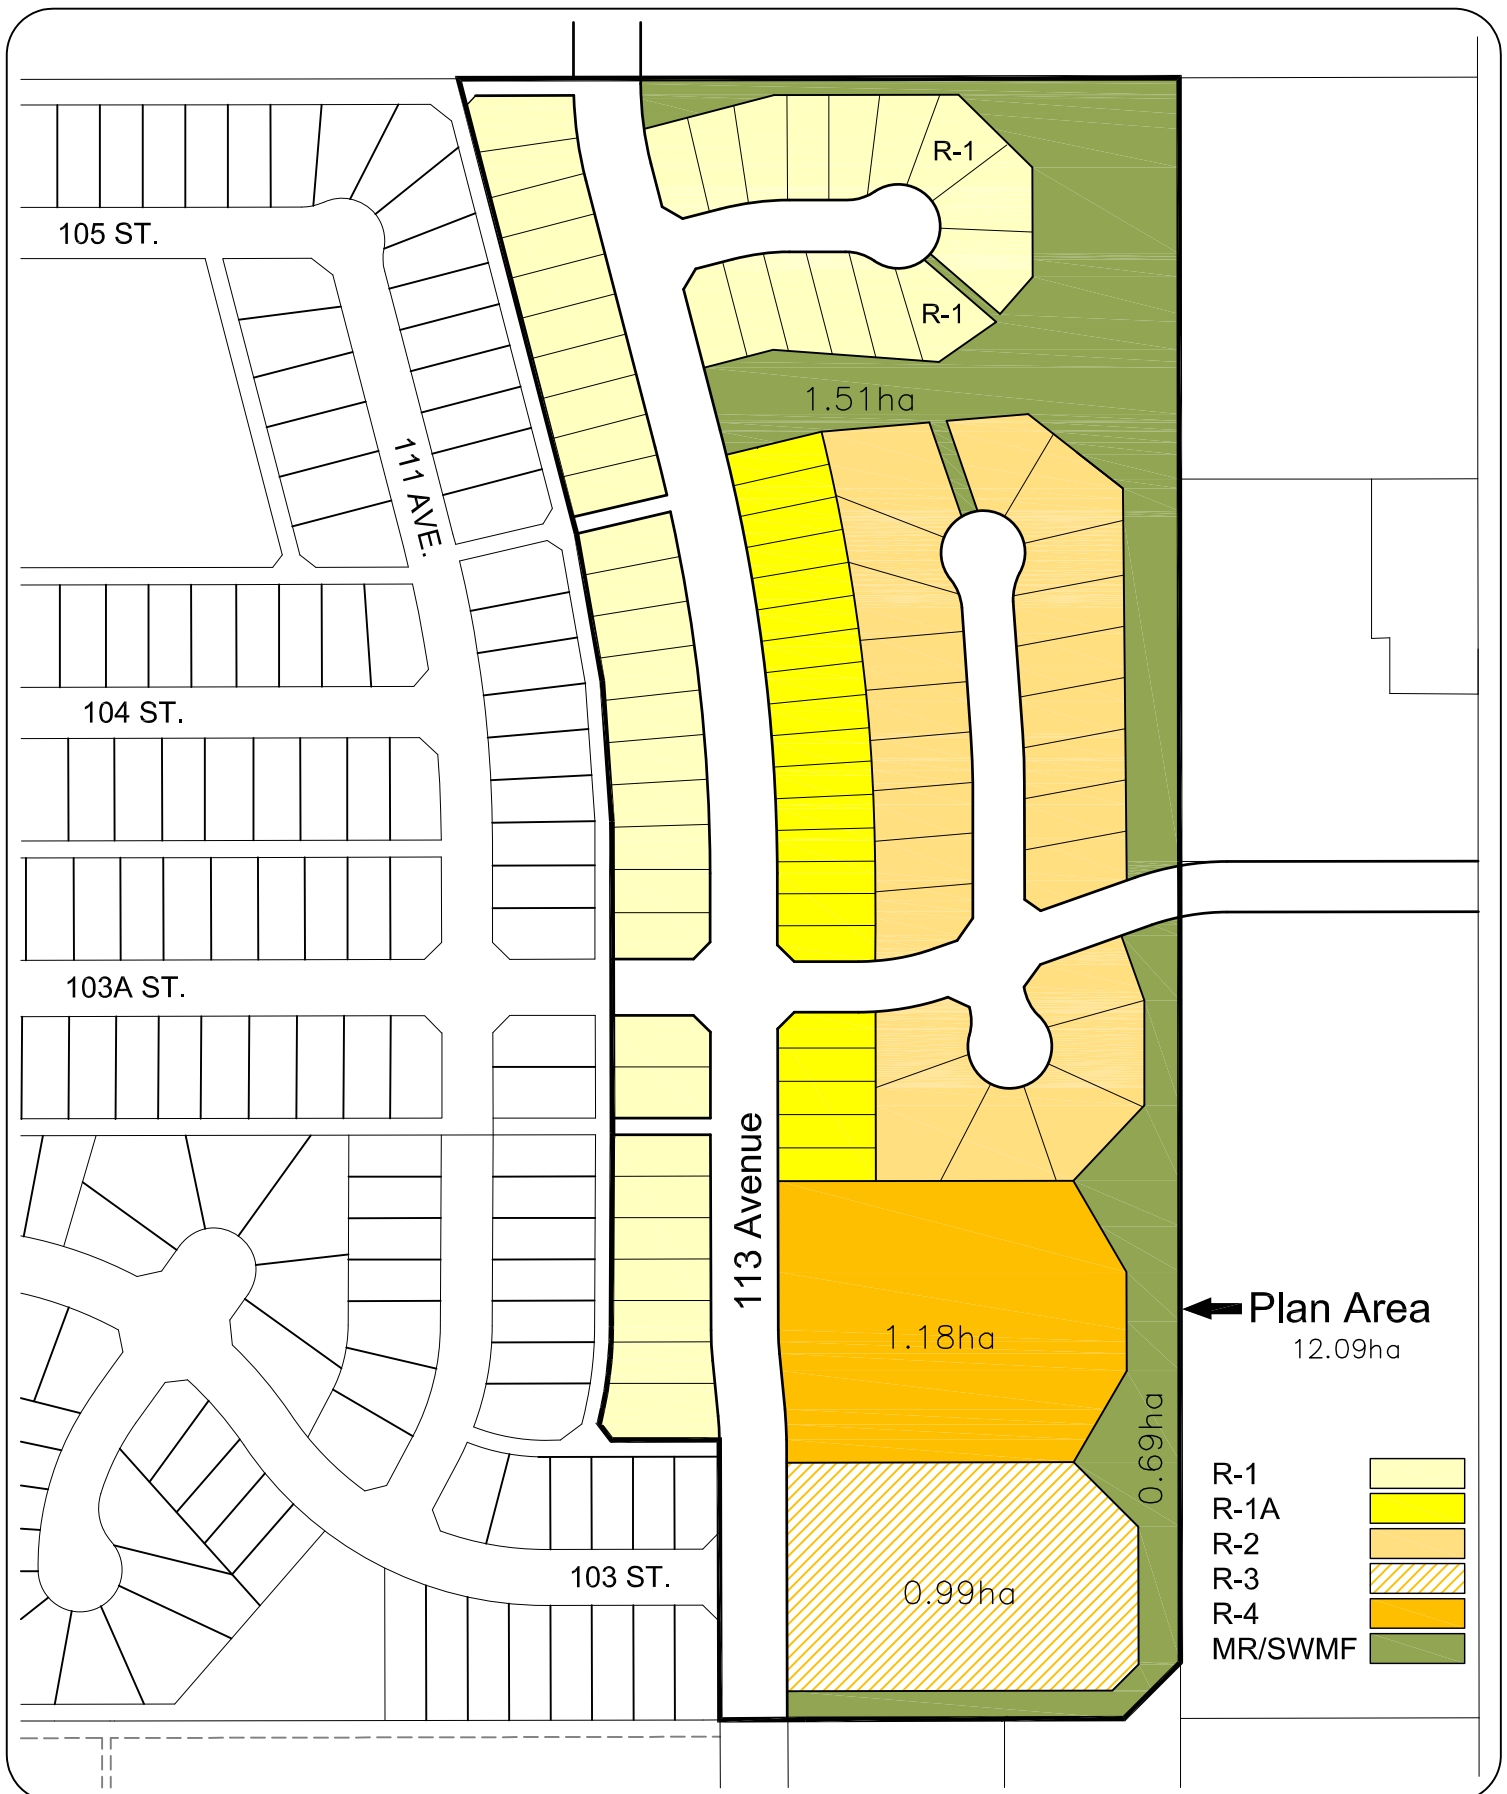 R-1
105 ST.
R-1
1.51ha
111 AVE.
104 ST.
103A ST.
113 Avenue
Plan Area
1.18ha
12.09ha
0.69ha
R-1
R-1A
R-2
103 ST.
R-3
0.99ha
R-4
MR/SWMF